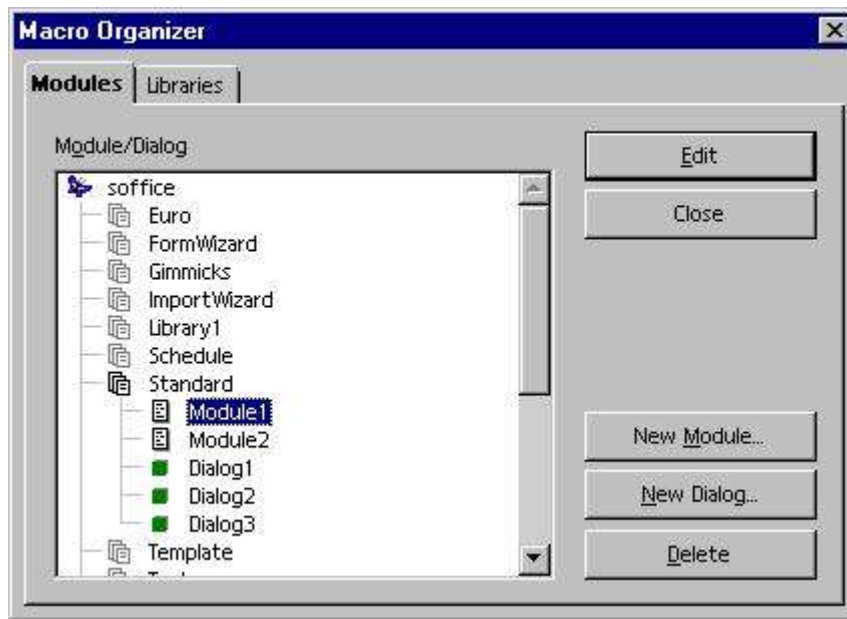 Macro Organizer
Modules
Libraries
Module/Dialog
soffice
Euro
FormWizard
Gimmicks
ImportWizard
Library1
Schedule
Standard
Module1
Module2
Dialog1
Dialog2
Dialog3
Template
Edit
Close
New Module...
New Dialog...
Delete